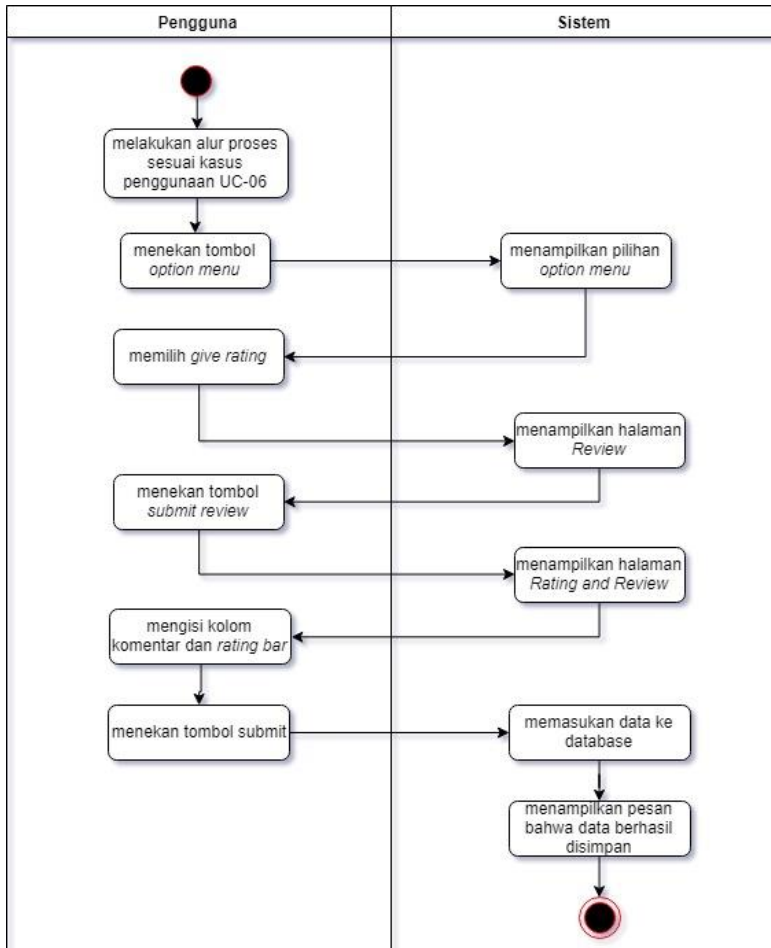 Pengguna
Sistem
melakukan alur proses
sesuai kasus
penggunaan UC-06
menekan tombol
option menu
menampilkan pilihan
option menu
memilih give rating
menampilkan halaman
Review
menekan tombol
submit review
menampilkan halaman
Rating and Review
mengisi kolom
komentar dan rating bar
menekan tombol submit
memasukan data ke
database
menampilkan pesan
bahwa data berhasil
disimpan